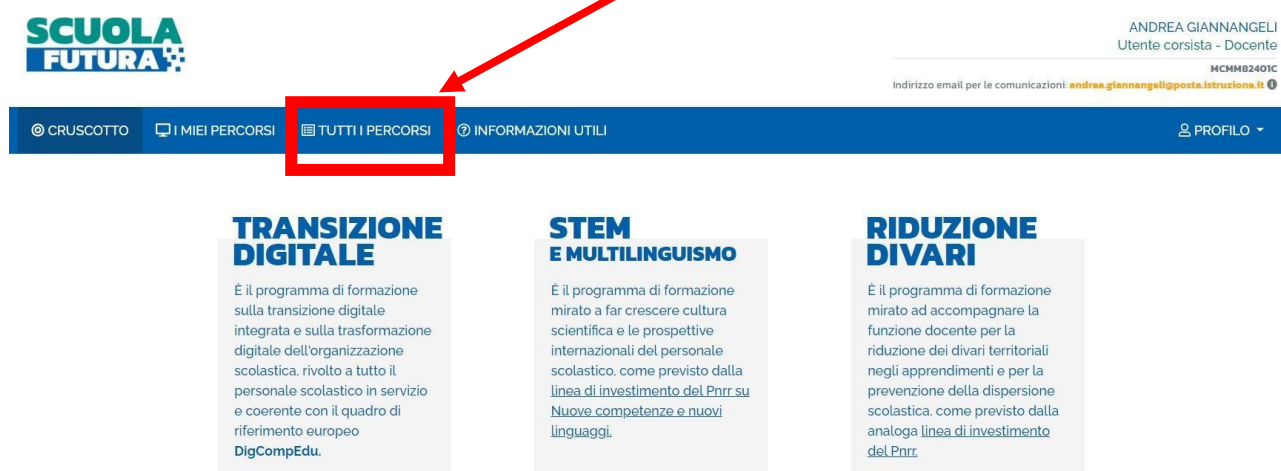 SCUOLA
FUTURA
ANDREA GIANNANGELI
Utente corsista - Docente
MCMM82401C
Indirizzo email per le comunicazioni: andrea.giannangeli@posta.istruzione.it
CRUSCOTTO I MIEI PERCORSI TUTTI I PERCORSI INFORMAZIONI UTILI PROFILO
TRANSIZIONE
DIGITALE
È il programma di formazione
sulla transizione digitale
integrata e sulla trasformazione
digitale dell'organizzazione
scolastica, rivolto a tutto il
personale scolastico in servizio
e coerente con il quadro di
riferimento europeo
DigCompEdu.
STEM
E MULTILINGUISMO
È il programma di formazione
mirato a far crescere cultura
scientifica e le prospettive
internazionali del personale
scolastico, come previsto dalla
linea di investimento del Pnrr su
Nuove competenze e nuovi
linguaggi.
RIDUZIONE
DIVARI
È il programma di formazione
mirato ad accompagnare la
funzione docente per la
riduzione dei divari territoriali
negli apprendimenti e per la
prevenzione della dispersione
scolastica, come previsto dalla
analoga linea di investimento
del Pnrr.